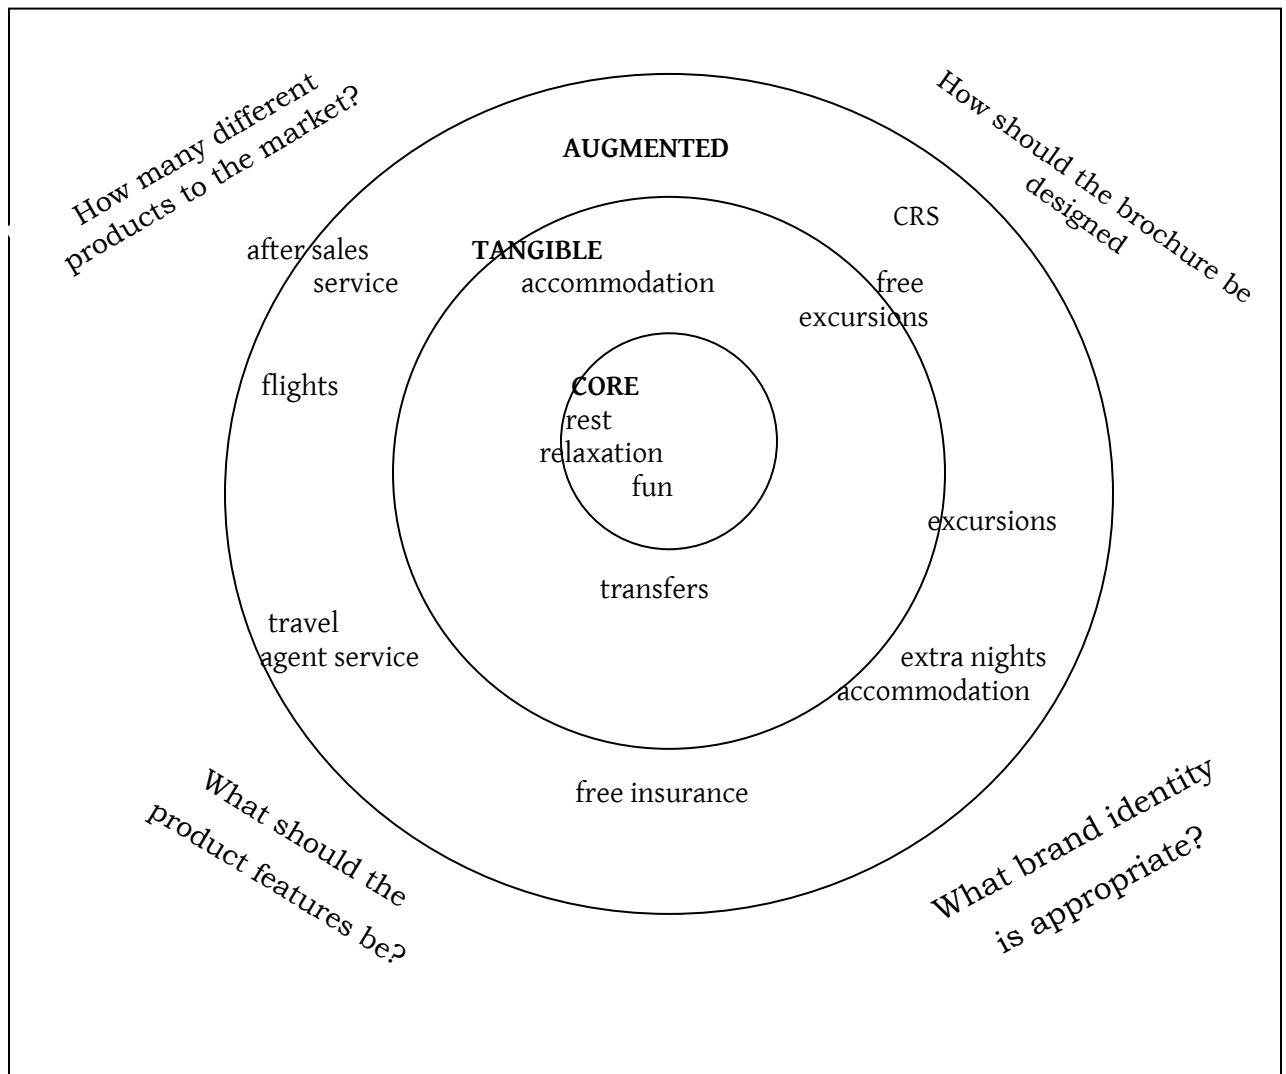 How many different
products to the market?
How should the brochure be
designed
AUGMENTED
CRS
after sales
service
TANGIBLE
accommodation
free
excursions
flights
CORE
rest
relaxation
fun
excursions
transfers
travel
agent service
extra nights
accommodation
free insurance
What should the
product features be?
What brand identity
is appropriate?